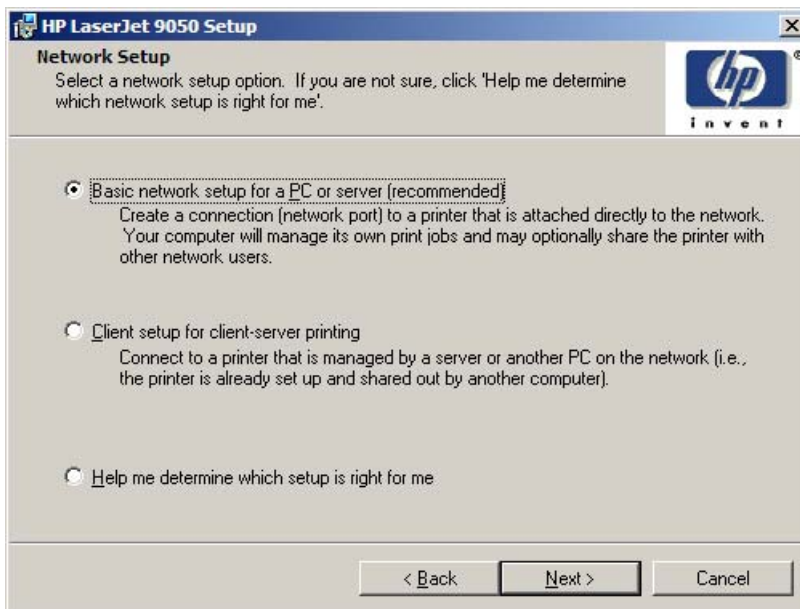 HP LaserJet 9050 Setup
Network Setup
Select a network setup option. If you are not sure, click 'Help me determine
which network setup is right for me'.
hp
invent
Basic network setup for a PC or server (recommended)
Create a connection (network port) to a printer that is attached directly to the network.
Your computer will manage its own print jobs and may optionally share the printer with
other network users.
Client setup for client-server printing
Connect to a printer that is managed by a server or another PC on the network (i.e.,
the printer is already set up and shared out by another computer).
Help me determine which setup is right for me
< Back
Next >
Cancel